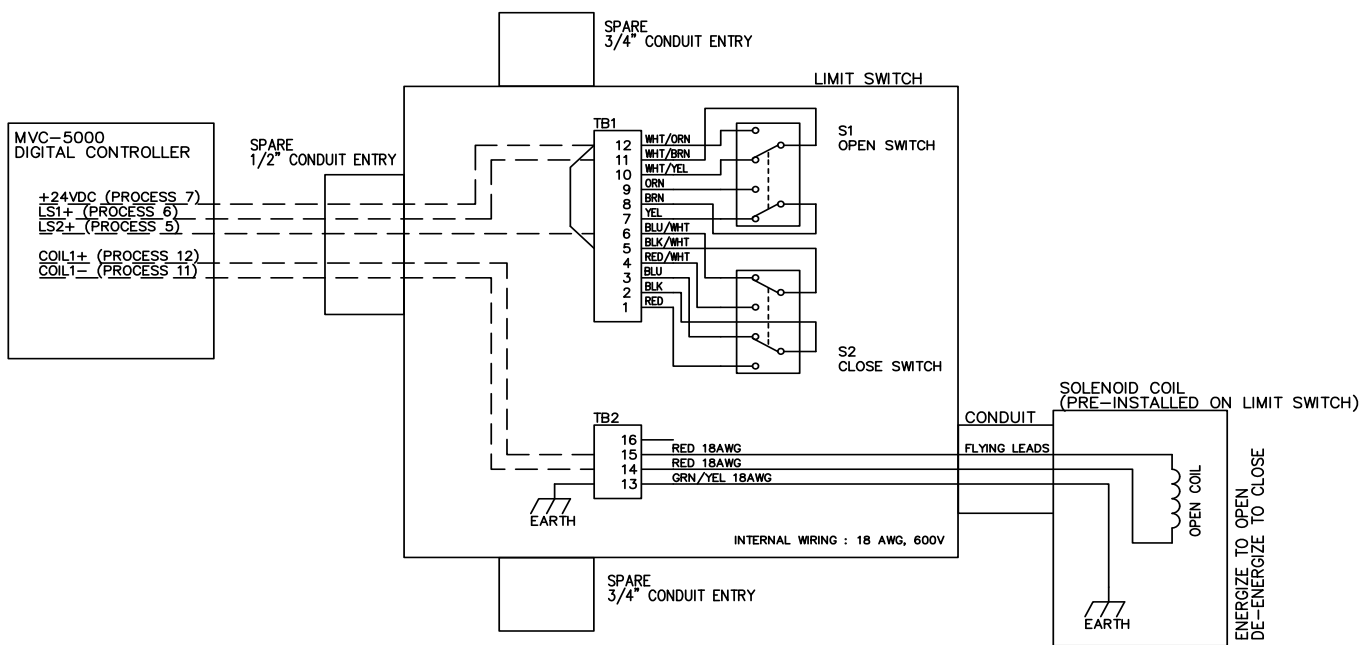 SPARE
3/4" CONDUIT ENTRY
LIMIT SWITCH
MVC-5000
DIGITAL CONTROLLER
+24VDC (PROCESS 7)
LS1+ (PROCESS 6)
LS2+ (PROCESS 5)
COIL1+ (PROCESS 12)
COIL1- (PROCESS 11)
SPARE
1/2" CONDUIT ENTRY
TB1
12 WHT/ORN
11 WHT/BRN
10 WHT/YEL
9 ORN
8 BRN
7 YEL
6 BLU/WHT
5 BLK/WHT
4 RED/WHT
3 BLU
2 BLK
1 RED
S1
OPEN SWITCH
S2
CLOSE SWITCH
TB2
16
15 RED 18AWG
14 RED 18AWG
13 GRN/YEL 18AWG
EARTH
INTERNAL WIRING : 18 AWG, 600V
CONDUIT
FLYING LEADS
SOLENOID COIL
(PRE-INSTALLED ON LIMIT SWITCH)
OPEN COIL
EARTH
ENERGIZE TO OPEN
DE-ENERGIZE TO CLOSE
SPARE
3/4" CONDUIT ENTRY